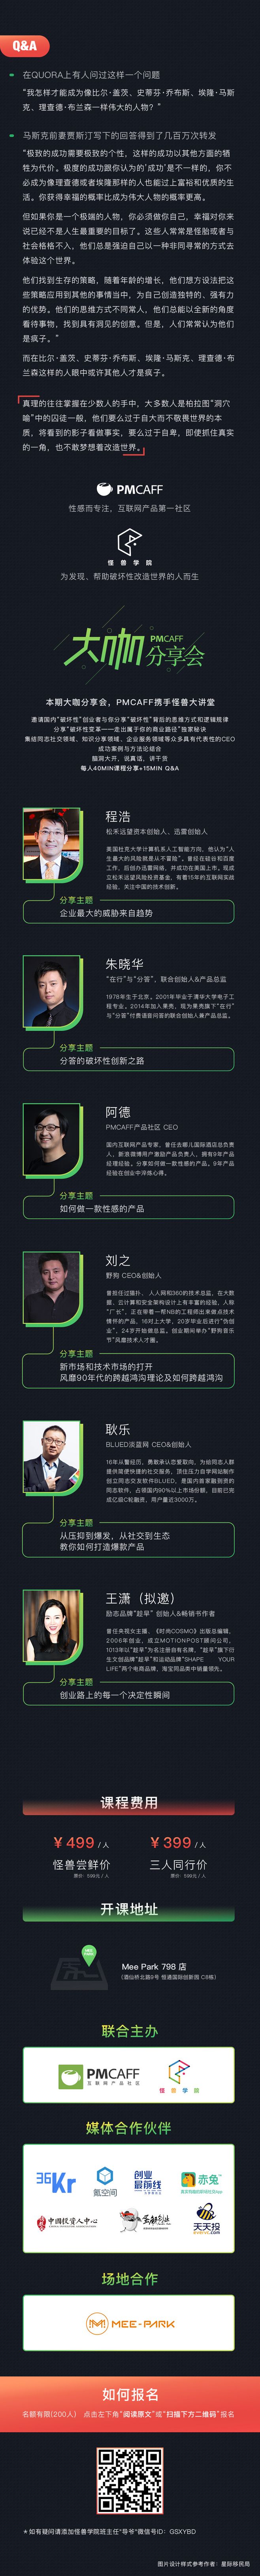 Q&A
在QUORA上有人问过这样一个问题
“我怎样才能成为像比尔·盖茨、史蒂芬·乔布斯、埃隆·马斯
克、理查德·布兰森一样伟大的人物？”
马斯克前妻贾斯汀写下的回答得到了几百万次转发
“极致的成功需要极致的个性，这样的成功以其他方面的牺
牲为代价。极度的成功跟你认为的‘成功’是不一样的，你不
必成为像理查德或者埃隆那样的人也能过上富裕和优质的生
活。你获得幸福的概率比成为伟大人物的概率更高。
但如果你是一个极端的人物，你必须做你自己，幸福对你来
说已经不是人生最重要的目标了。这些人常常是怪胎或者与
社会格格不入，他们总是强迫自己以一种非同寻常的方式去
体验这个世界。
他们找到生存的策略，随着年龄的增长，他们想方设法把这
些策略应用到其他的事情当中，为自己创造独特的、强有力
的优势。他们的思维方式不同常人，他们总能以全新的角度
看待事物，找到具有洞见的创意。但是，人们常常认为他们
是疯子。”
而在比尔·盖茨、史蒂芬·乔布斯、埃隆·马斯克、理查德·布
兰森这样的人眼中或许其他人才是疯子。
真理的往往掌握在少数人的手中，大多数人是柏拉图“洞穴
喻”中的囚徒一般，他们要么过于自大而不敬畏世界的本
质，将看到的影子看做事实，要么过于自卑，即使抓住真实
的一角，也不敢梦想着改造世界。
PMCAFF
性感而专注，互联网产品第一社区
怪兽学院
为发现、帮助破坏性改造世界的人而生
大咖PMCAFF分享会
本期大咖分享会，PMCAFF携手怪兽大讲堂
邀请国内“破坏性”创业者与你分享“破坏性”背后的思维方式和逻辑规律
分享“破坏性变革——走出属于你的商业路径”独家秘诀
集结同志社交领域、知识分享领域、企业服务领域等众多具有代表性的CEO
成功案例与方法论结合
脑洞大开，说真话，讲干货
每人40MIN课程分享+15MIN Q&A
程浩
松禾远望资本创始人、迅雷创始人
美国杜克大学计算机系人工智能方向，他认为“人
生最大的风险就是从不冒险”。曾经在硅谷和百度
工作，后创办迅雷网络，并成功在美国上市。现成
立松禾远望风险投资基金，有着15年的互联网实战
经验，关注中国的技术创新。
分享主题
企业最大的威胁来自趋势
朱晓华
“在行”与“分答”，联合创始人&产品总监
1978年生于北京。2001年毕业于清华大学电子工
程专业。2014年加入果壳，现为果壳旗下“在行”
与“分答”付费语音问答的联合创始人兼产品总监。
分享主题
分答的破坏性创新之路
阿德
PMCAFF产品社区 CEO
国内互联网产品专家，曾任去哪儿国际酒店总负责
人，新浪微博用户激励产品负责人，拥有9年产品
经理经验。分享如何做一款性感的产品。9年产品
经验在创业中淬炼心得。
分享主题
如何做一款性感的产品
刘之
野狗 CEO&创始人
曾担任过搞扑， 人人网和360的技术总监，在大数
据，云计算和安全架构设计上有丰富的经验，人称
“厂长”，正在带着一帮NB的工程师出来做点技术
情怀的产品，16对上大学，20岁毕业后进行“伪创
业”，24岁开始做总监，创业期间举办“野狗音乐
节”风靡技术人才圈。
分享主题
新市场和技术市场的打开
风靡90年代的跨越鸿沟理论及如何跨越鸿沟
耿乐
BLUED淡蓝网 CEO&创始人
16年从警经历，勇敢承认恋爱取向，为给同志人群
提供简便快捷的社交服务，顶住压力自学网站制作
创立同志交友软件BLUED，是国内首家融到资的
同志软件，占领国内90%以上市场份额，目前已完
成亿级C轮融资，用户量近3000万。
分享主题
从压抑到爆发，从社交到生态
教你如何打造爆款产品
王潇（拟邀）
励志品牌“趁早” 创始人&畅销书作者
曾任央视女主播，《时尚COSMO》出版总编辑，
2006年创业，成立MOTIONPOST顾问公司，
1013年以“趁早”为名注册自有名牌，“趁早”旗下衍
生文创品牌“趁早”和运动品牌“SHAPE YOUR
LIFE”两个电商品牌，淘宝同品类中销量领先。
分享主题
创业路上的每一个决定性瞬间
课程费用
￥499 / 人
￥399 / 人
怪兽尝鲜价
三人同行价
原价：599元 / 人
原价：599元 / 人
开课地址
Mee Park 798 店
（酒仙桥北路9号 恒通国际创新园 C8栋）
联合主办
PMCAFF
互联网产品社区
怪兽学院
媒体合作伙伴
36Kr
氪空间
创业最前线
赤兔
中国投资人中心
首都创业
天天投
场地合作
MEE-PARK
如何报名
名额有限(200人) 点击左下角“阅读原文”或“扫描下方二维码”报名
*如有疑问请添加怪兽学院班主任“导爷”微信号ID：GSXYBD
图片设计样式参考作者：星际移民局